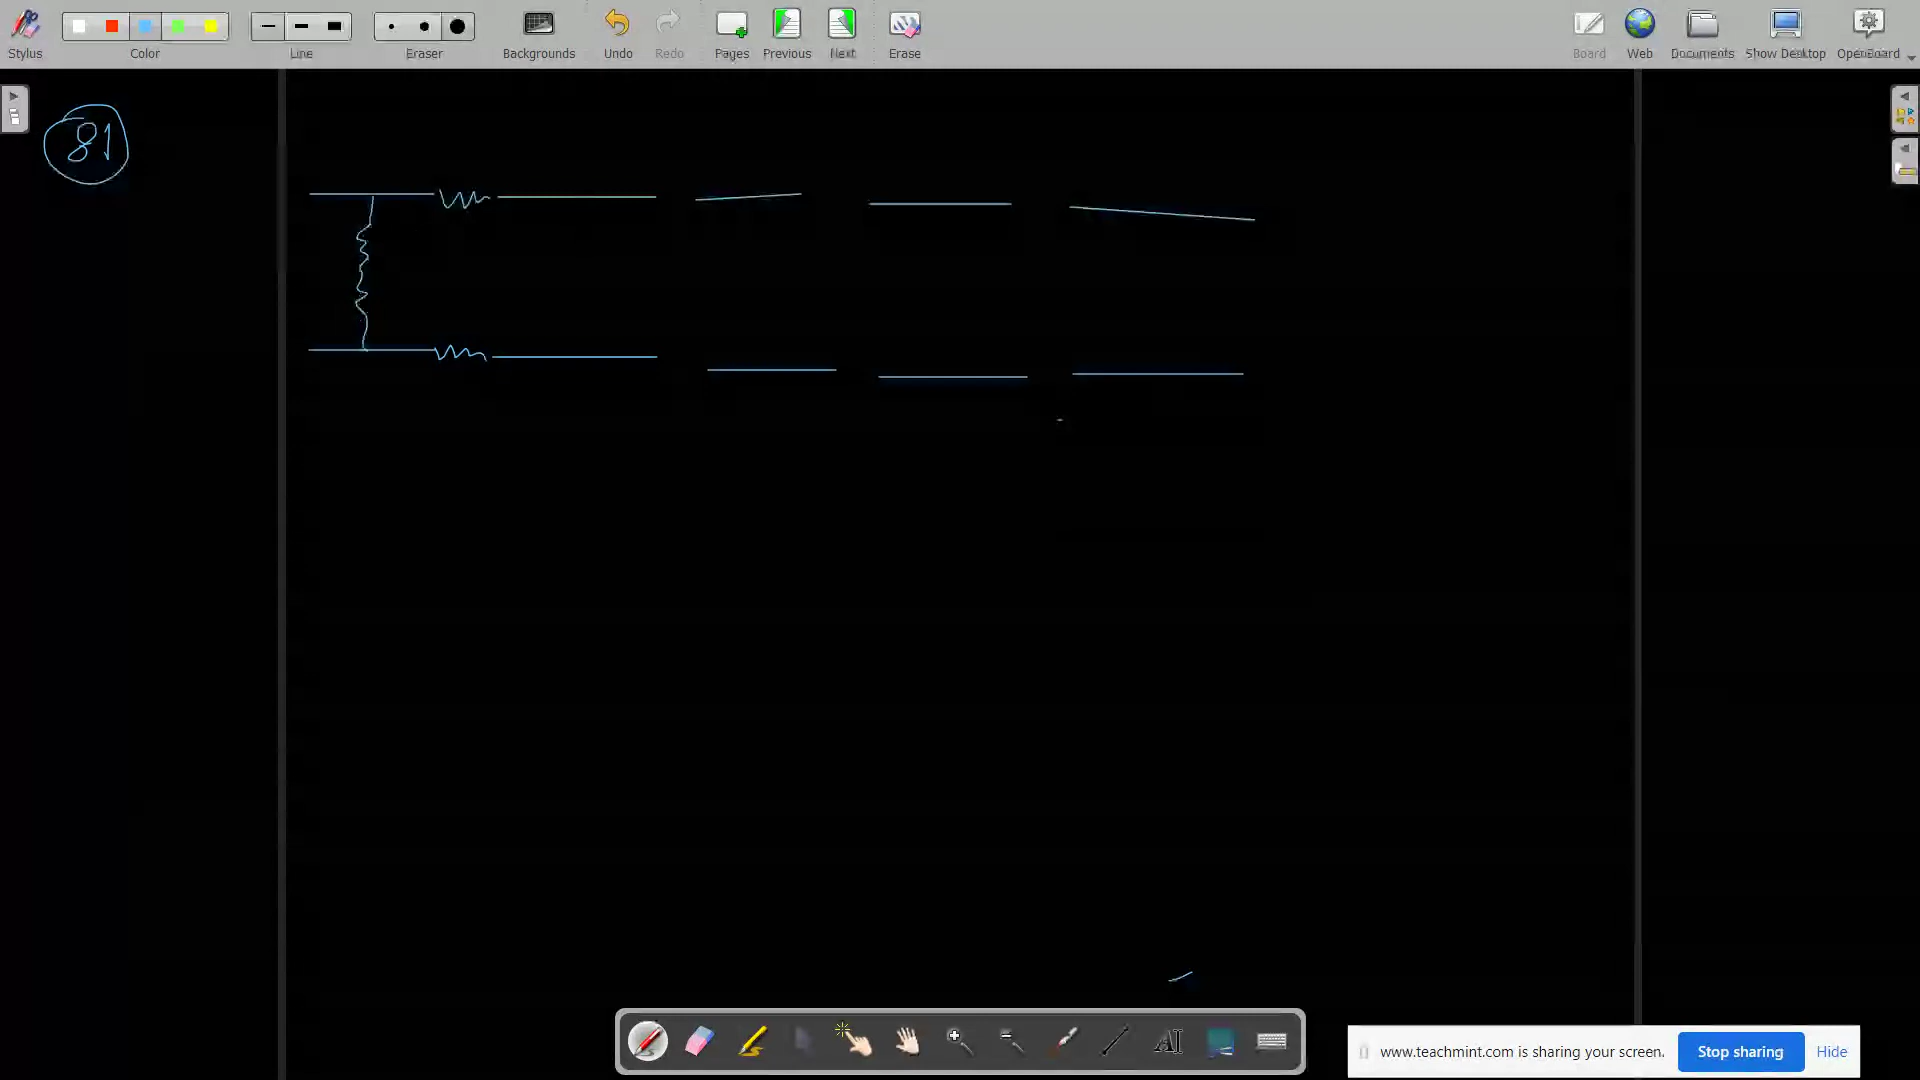 Stylus Color Line Eraser Backgrounds Undo Redo Pages Previous Next Erase Board Web Documents Show Desktop OpenBoard
81
AI
www.teachmint.com is sharing your screen. Stop sharing Hide